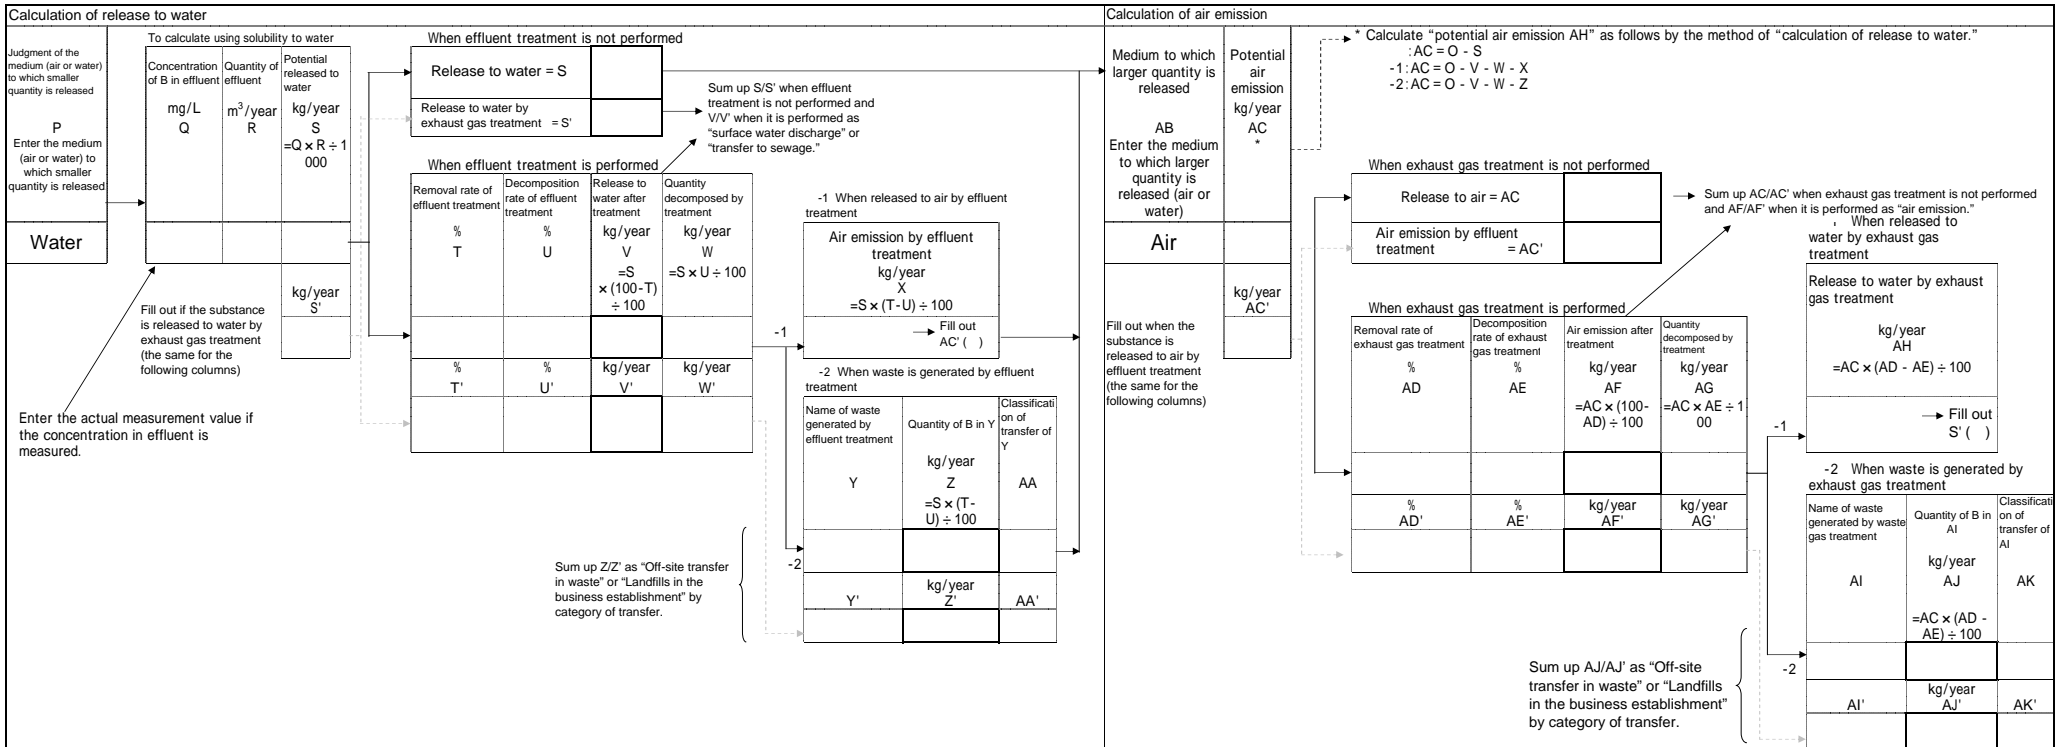 Calculation of release to water
Judgment of the
medium (air or water)
to which smaller
quantity is released
P
Enter the medium
(air or water) to
which smaller
quantity is released
Water
To calculate using solubility to water
Concentration
of B in effluent
mg/L
Q
Quantity of
effluent
m³/year
R
Potential
released to
water
kg/year
S
=Q × R ÷ 1
000
kg/year
S'
Fill out if the substance
is released to water by
exhaust gas treatment
(the same for the
following columns)
Enter the actual measurement value if
the concentration in effluent is
measured.
When effluent treatment is not performed
Release to water = S
Release to water by
exhaust gas treatment = S'
Sum up S/S’ when effluent
treatment is not performed and
V/V’ when it is performed as
“surface water discharge” or
“transfer to sewage.”
When effluent treatment is performed
Removal rate of
effluent treatment
%
T
Decomposition
rate of effluent
treatment
%
U
Release to
water after
treatment
kg/year
V
=S
× (100-T)
÷ 100
Quantity
decomposed by
treatment
kg/year
W
=S × U ÷ 100
%
T'
%
U'
kg/year
V'
kg/year
W'
-1
-2
-1 When released to air by effluent
treatment
Air emission by effluent
treatment
kg/year
X
=S × (T-U) ÷ 100
Fill out
AC' ( )
-2 When waste is generated by effluent
treatment
Name of waste
generated by
effluent treatment
Y
Quantity of B in Y
kg/year
Z
=S × (T-
U) ÷ 100
Classificati
on of
transfer of
Y
AA
Y'
kg/year
Z'
AA'
Sum up Z/Z’ as “Off-site transfer
in waste” or “Landfills in the
business establishment” by
category of transfer.
Calculation of air emission
Medium to which
larger quantity is
released
AB
Enter the medium
to which larger
quantity is
released (air or
water)
Air
Potential
air
emission
kg/year
AC
*
kg/year
AC'
Fill out when the
substance is
released to air by
effluent treatment
(the same for the
following columns)
* Calculate “potential air emission AH” as follows by the method of “calculation of release to water.”
:AC = O - S
-1:AC = O - V - W - X
-2:AC = O - V - W - Z
When exhaust gas treatment is not performed
Release to air = AC
Air emission by effluent
treatment = AC'
Sum up AC/AC’ when exhaust gas treatment is not performed
and AF/AF’ when it is performed as “air emission.”
When exhaust gas treatment is performed
Removal rate of
exhaust gas treatment
%
AD
Decomposition
rate of exhaust
gas treatment
%
AE
Air emission after
treatment
kg/year
AF
=AC × (100-
AD) ÷ 100
Quantity
decomposed by
treatment
kg/year
AG
=AC × AE ÷ 1
00
%
AD'
%
AE'
kg/year
AF'
kg/year
AG'
-1
-2
When released to
water by exhaust gas
treatment
Release to water by exhaust
gas treatment
kg/year
AH
=AC × (AD - AE) ÷ 100
Fill out
S' ( )
-2 When waste is generated by
exhaust gas treatment
Name of waste
generated by waste
gas treatment
AI
Quantity of B in
AI
kg/year
AJ
=AC × (AD -
AE) ÷ 100
Classificati
on of
transfer of
AI
AK
AI'
kg/year
AJ'
AK'
Sum up AJ/AJ’ as “Off-site
transfer in waste” or “Landfills
in the business establishment”
by category of transfer.